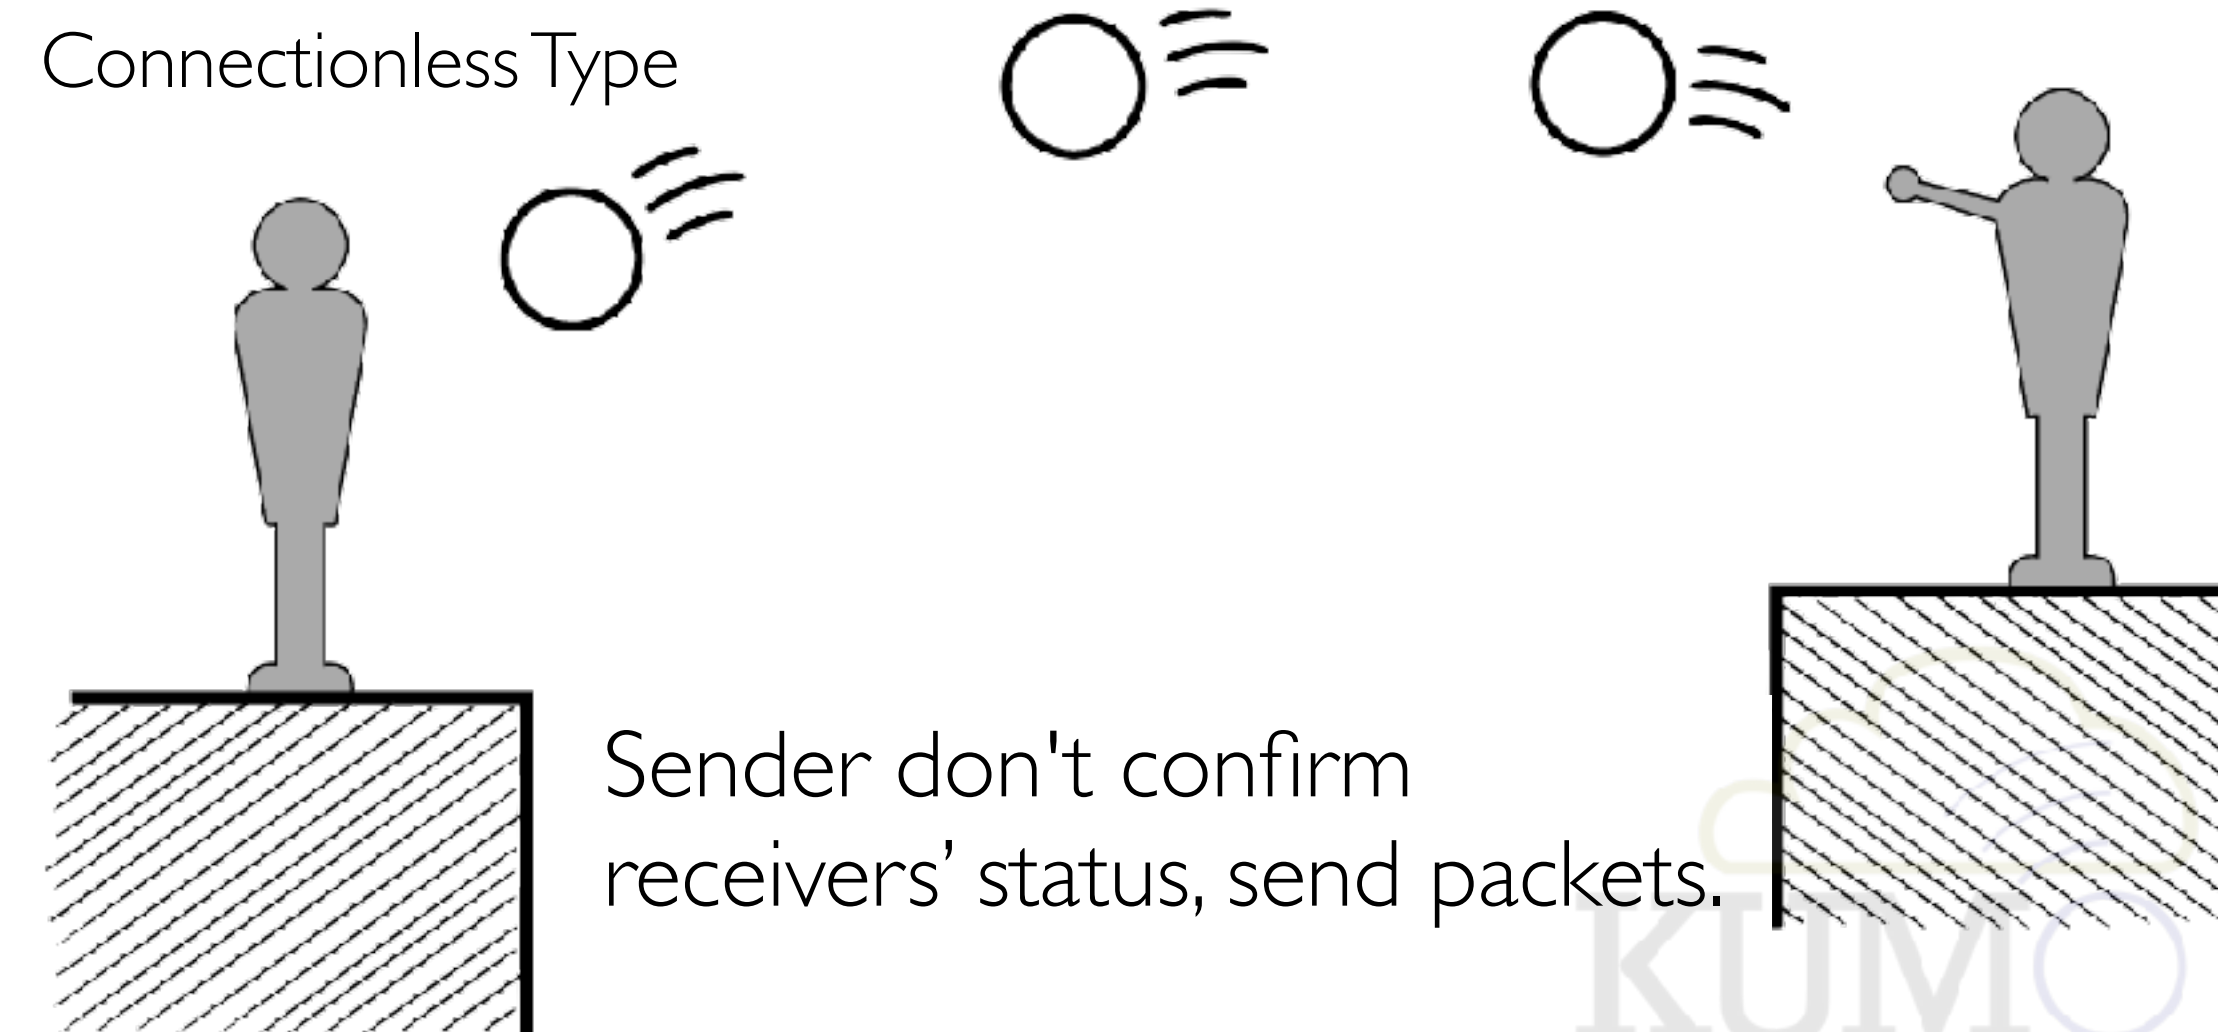 Connectionless Type
Sender don't confirm
receivers’ status, send packets.
KUMO